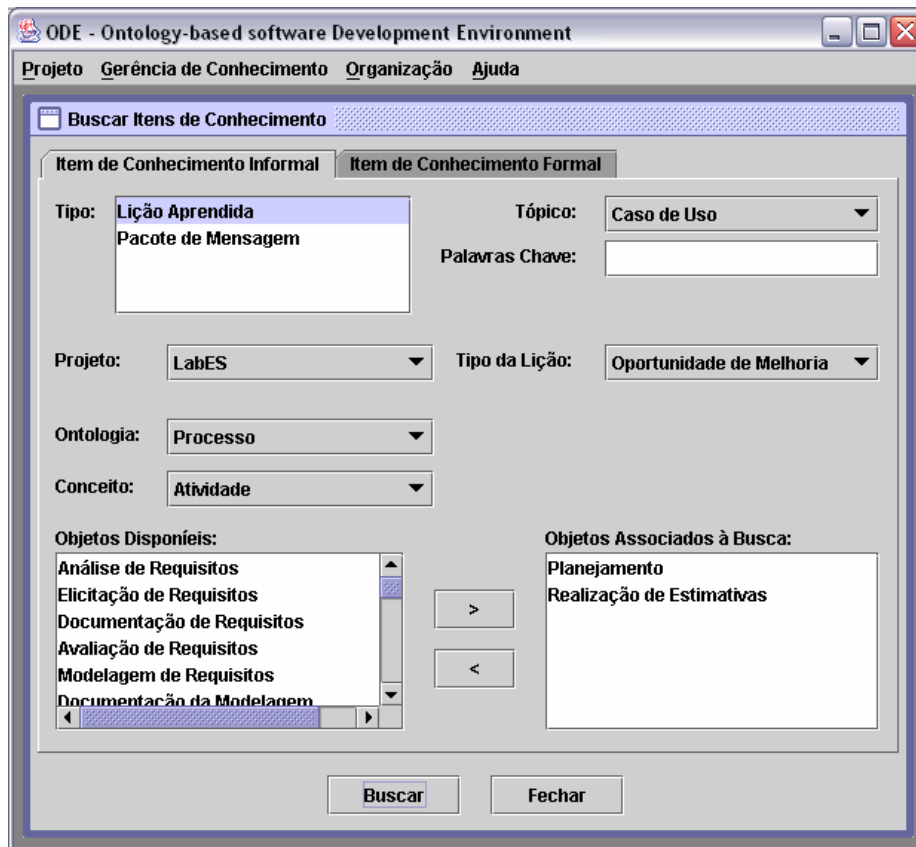 ODE - Ontology-based software Development Environment
Projeto Gerência de Conhecimento Organização Ajuda
Buscar Itens de Conhecimento
Item de Conhecimento Informal Item de Conhecimento Formal
Tipo: Lição Aprendida
Pacote de Mensagem
Tópico: Caso de Uso
Palavras Chave:
Projeto: LabES
Tipo da Lição: Oportunidade de Melhoria
Ontologia: Processo
Conceito: Atividade
Objetos Disponíeis:
Análise de Requisitos
Elicitação de Requisitos
Documentação de Requisitos
Avaliação de Requisitos
Modelagem de Requisitos
Documentação da Modelagem
>
<
Objetos Associados à Busca:
Planejamento
Realização de Estimativas
Buscar Fechar